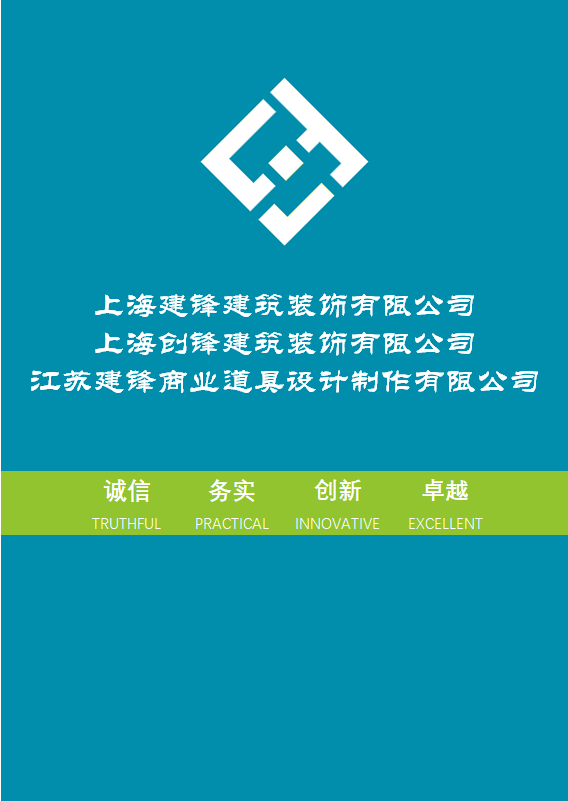 上海建锋建筑装饰有限公司
上海创锋建筑装饰有限公司
江苏建锋商业道具设计制作有限公司
诚信 务实 创新 卓越
TRUTHFUL PRACTICAL INNOVATIVE EXCELLENT